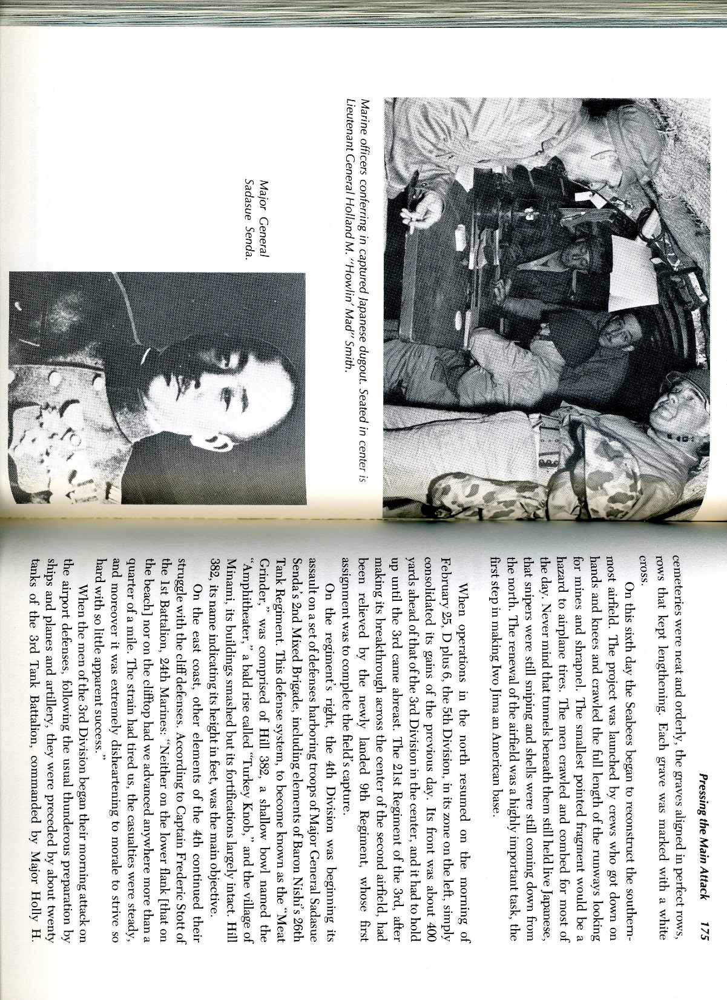 Marine officers conferring in captured Japanese dugout. Seated in center is
Lieutenant General Holland M. “Howlin’ Mad” Smith.
Major General
Sadasue Senda.
Pressing the Main Attack 175
cemeteries were neat and orderly, the graves aligned in perfect rows,
rows that kept lengthening. Each grave was marked with a white
cross.
On this sixth day the Seabees began to reconstruct the southern-
most airfield. The project was launched by crews who got down on
hands and knees and crawled the full length of the runways looking
for mines and shrapnel. The smallest pointed fragment would be a
hazard to airplane tires. The men crawled and combed for most of
the day. Never mind that tunnels beneath them still held live Japanese,
that snipers were still sniping and shells were still coming down from
the north. The renewal of the airfield was a highly important task, the
first step in making Iwo Jima an American base.
When operations in the north resumed on the morning of
February 25, D plus 6, the 5th Division, in its zone on the left, simply
consolidated its gains of the previous day. Its front was about 400
yards ahead of that of the 3rd Division in the center, and it had to hold
up until the 3rd came abreast. The 21st Regiment of the 3rd, after
making its breakthrough across the center of the second airfield, had
been relieved by the newly landed 9th Regiment, whose first
assignment was to complete the field’s capture.
On the regiment’s right, the 4th Division was beginning its
assault on a set of defenses harboring troops of Major General Sadasue
Senda’s 2nd Mixed Brigade, including elements of Baron Nishi’s 26th
Tank Regiment. This defense system, to become known as the “Meat
Grinder,” was comprised of Hill 382, a shallow bowl named the
“Amphitheater,” a bald rise called “Turkey Knob,” and the village of
Minami, its buildings smashed but its fortifications largely intact. Hill
382, its name indicating its height in feet, was the main objective.
On the east coast, other elements of the 4th continued their
struggle with the cliff defenses. According to Captain Frederic Stott of
the 1st Battalion, 24th Marines: “Neither on the lower flank [that on
the beach] nor on the clifftop had we advanced anywhere more than a
quarter of a mile. The strain had tired us, the casualties were steady,
and moreover it was extremely disheartening to morale to strive so
hard with so little apparent success.”
When the men of the 3rd Division began their morning attack on
the airport defenses, following the usual thunderous preparation by
ships and planes and artillery, they were preceded by about twenty
tanks of the 3rd Tank Battalion, commanded by Major Holly H.